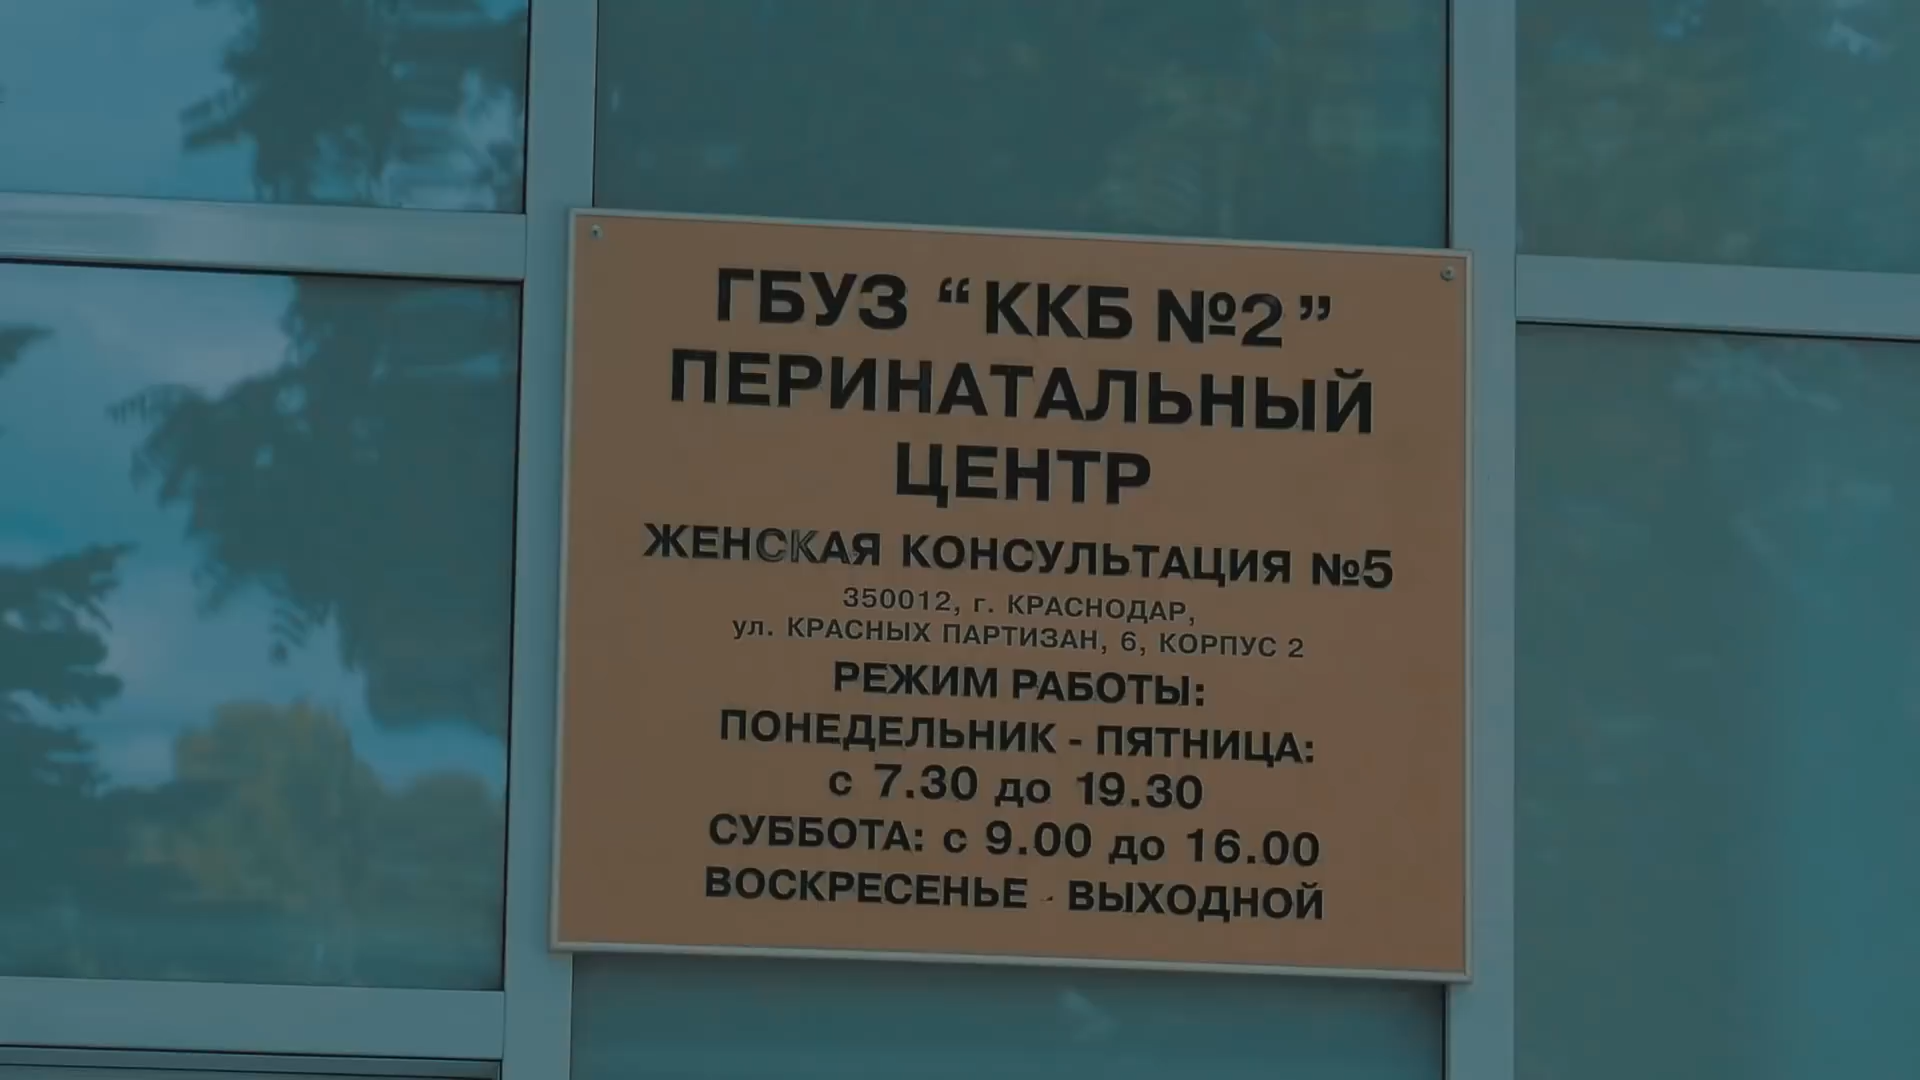 ГБУЗ “ККБ №2”
ПЕРИНАТАЛЬНЫЙ
ЦЕНТР
ЖЕНСКАЯ КОНСУЛЬТАЦИЯ №5
350012, г. КРАСНОДАР,
ул. КРАСНЫХ ПАРТИЗАН, 6, КОРПУС 2
РЕЖИМ РАБОТЫ:
ПОНЕДЕЛЬНИК - ПЯТНИЦА:
с 7.30 до 19.30
СУББОТА: с 9.00 до 16.00
ВОСКРЕСЕНЬЕ - ВЫХОДНОЙ